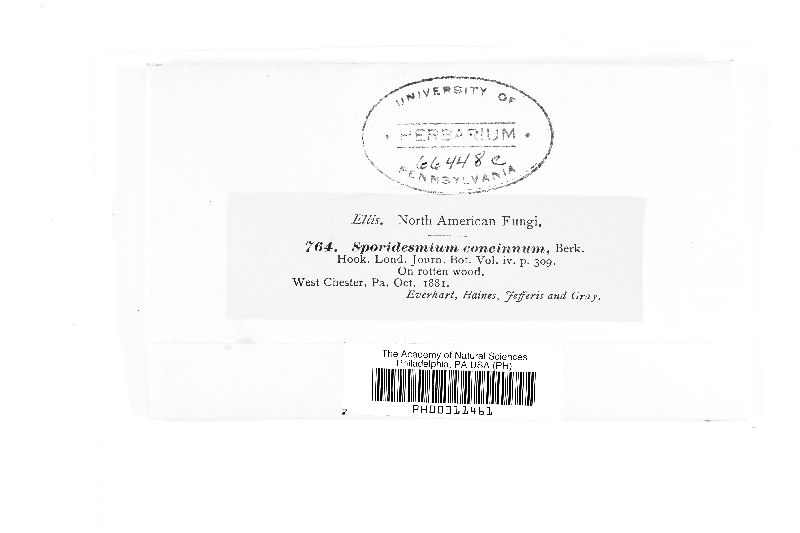 UNIVERSITY OF
HERBARIUM
66448c
PENNSYLVANIA
Ellis. North American Fungi.
764. Sporidesmium concinnum, Berk.
Hook. Lond. Journ. Bot. Vol. iv. p. 309.
On rotten wood.
West Chester, Pa, Oct. 1881.
Everhart, Haines, Jefferis and Gray.
The Academy of Natural Sciences
Philadelphia, PA USA (PH)
PH00011461